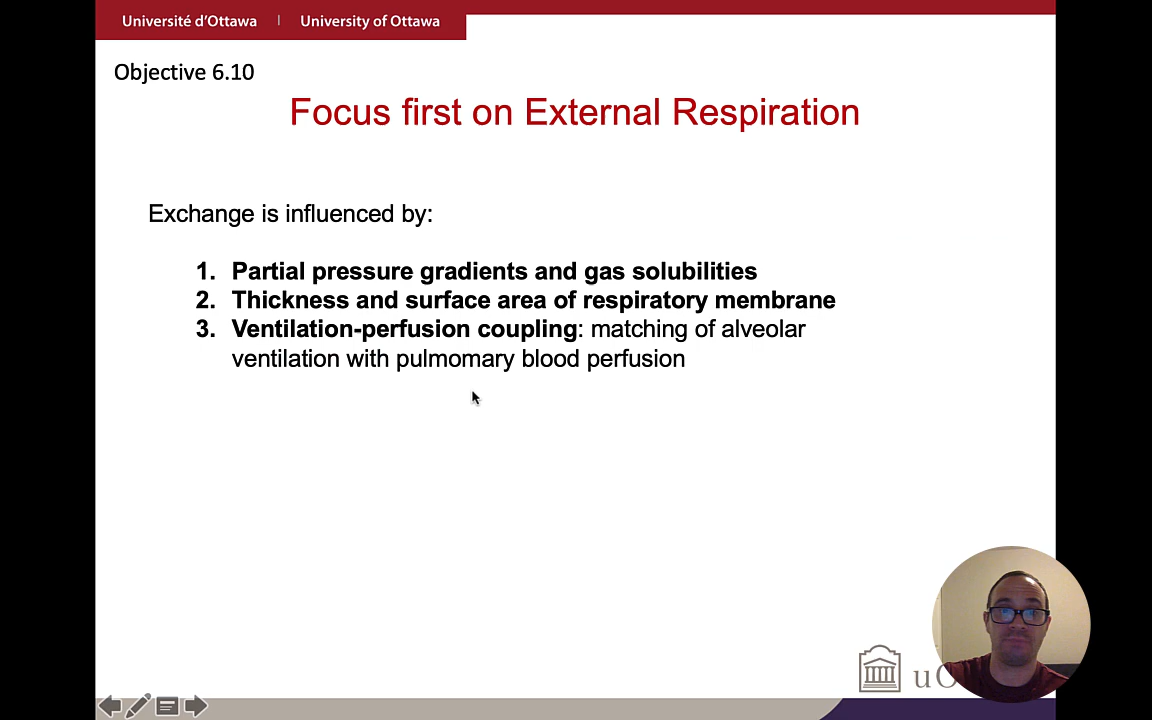 Université d'Ottawa | University of Ottawa
Objective 6.10
Focus first on External Respiration
Exchange is influenced by:
1. Partial pressure gradients and gas solubilities
2. Thickness and surface area of respiratory membrane
3. Ventilation-perfusion coupling: matching of alveolar
ventilation with pulmomary blood perfusion